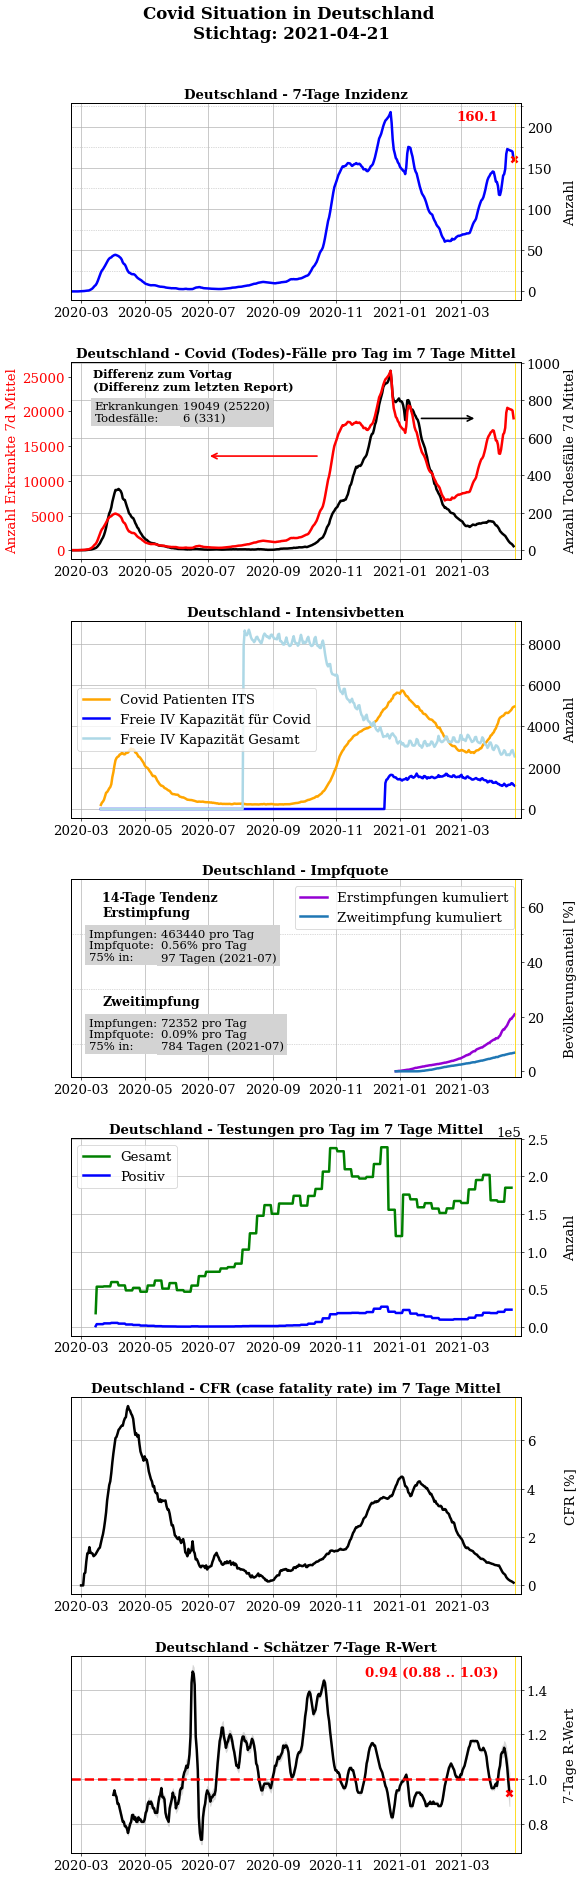 Covid Situation in Deutschland
Stichtag: 2021-04-21
Deutschland - 7-Tage Inzidenz
160.1
200
150
100
50
0
Anzahl
2020-03 2020-05 2020-07 2020-09 2020-11 2021-01 2021-03
Deutschland - Covid (Todes)-Fälle pro Tag im 7 Tage Mittel
Differenz zum Vortag
(Differenz zum letzten Report)
Erkrankungen 19049 (25220)
Todesfälle: 6 (331)
Anzahl Erkrankte 7d Mittel
25000
20000
15000
10000
5000
0
1000
800
600
400
200
0
Anzahl Todesfälle 7d Mittel
2020-03 2020-05 2020-07 2020-09 2020-11 2021-01 2021-03
Deutschland - Intensivbetten
Covid Patienten ITS
Freie IV Kapazität für Covid
Freie IV Kapazität Gesamt
8000
6000
4000
2000
0
Anzahl
2020-03 2020-05 2020-07 2020-09 2020-11 2021-01 2021-03
Deutschland - Impfquote
14-Tage Tendenz
Erstimpfung
Impfungen: 463440 pro Tag
Impfquote: 0.56% pro Tag
75% in: 97 Tagen (2021-07)
Zweitimpfung
Impfungen: 72352 pro Tag
Impfquote: 0.09% pro Tag
75% in: 784 Tagen (2021-07)
Erstimpfungen kumuliert
Zweitimpfung kumuliert
60
40
20
0
Bevölkerungsanteil [%]
2020-03 2020-05 2020-07 2020-09 2020-11 2021-01 2021-03
Deutschland - Testungen pro Tag im 7 Tage Mittel
1e5
Gesamt
Positiv
2.5
2.0
1.5
1.0
0.5
0.0
Anzahl
2020-03 2020-05 2020-07 2020-09 2020-11 2021-01 2021-03
Deutschland - CFR (case fatality rate) im 7 Tage Mittel
6
4
2
0
CFR [%]
2020-03 2020-05 2020-07 2020-09 2020-11 2021-01 2021-03
Deutschland - Schätzer 7-Tage R-Wert
0.94 (0.88 .. 1.03)
1.4
1.2
1.0
0.8
7-Tage R-Wert
2020-03 2020-05 2020-07 2020-09 2020-11 2021-01 2021-03